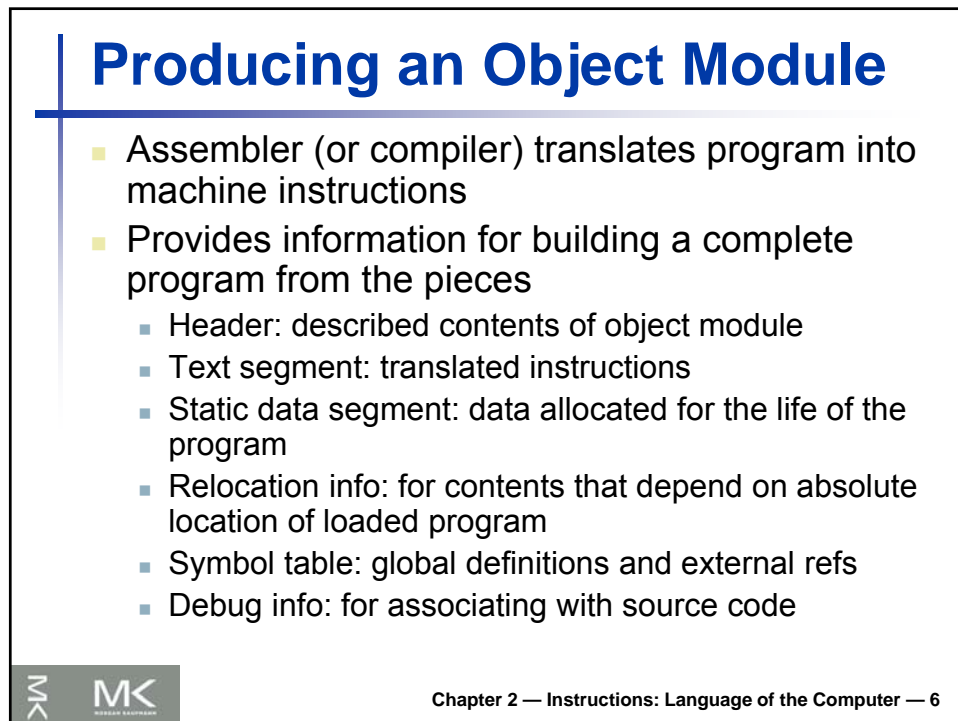 Producing an Object Module
Assembler (or compiler) translates program into
machine instructions
Provides information for building a complete
program from the pieces
Header: described contents of object module
Text segment: translated instructions
Static data segment: data allocated for the life of the
program
Relocation info: for contents that depend on absolute
location of loaded program
Symbol table: global definitions and external refs
Debug info: for associating with source code
MK
MK
MORGAN KAUFMANN
Chapter 2 — Instructions: Language of the Computer — 6